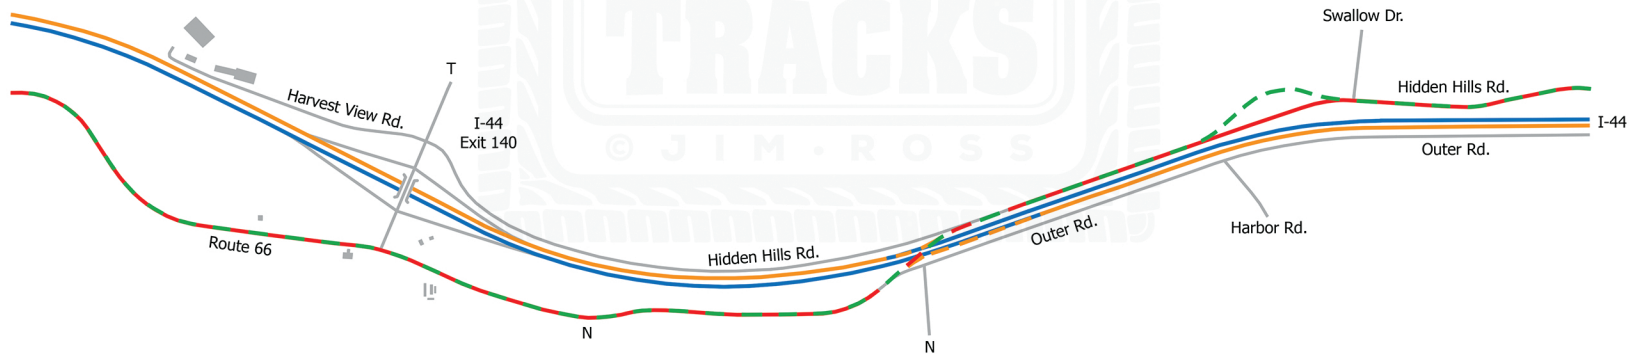 TRACKS
© JIM·ROSS
Swallow Dr.
T
Hidden Hills Rd.
Harvest View Rd.
I-44
Exit 140
I-44
Outer Rd.
Route 66
Hidden Hills Rd.
Outer Rd.
Harbor Rd.
N
N